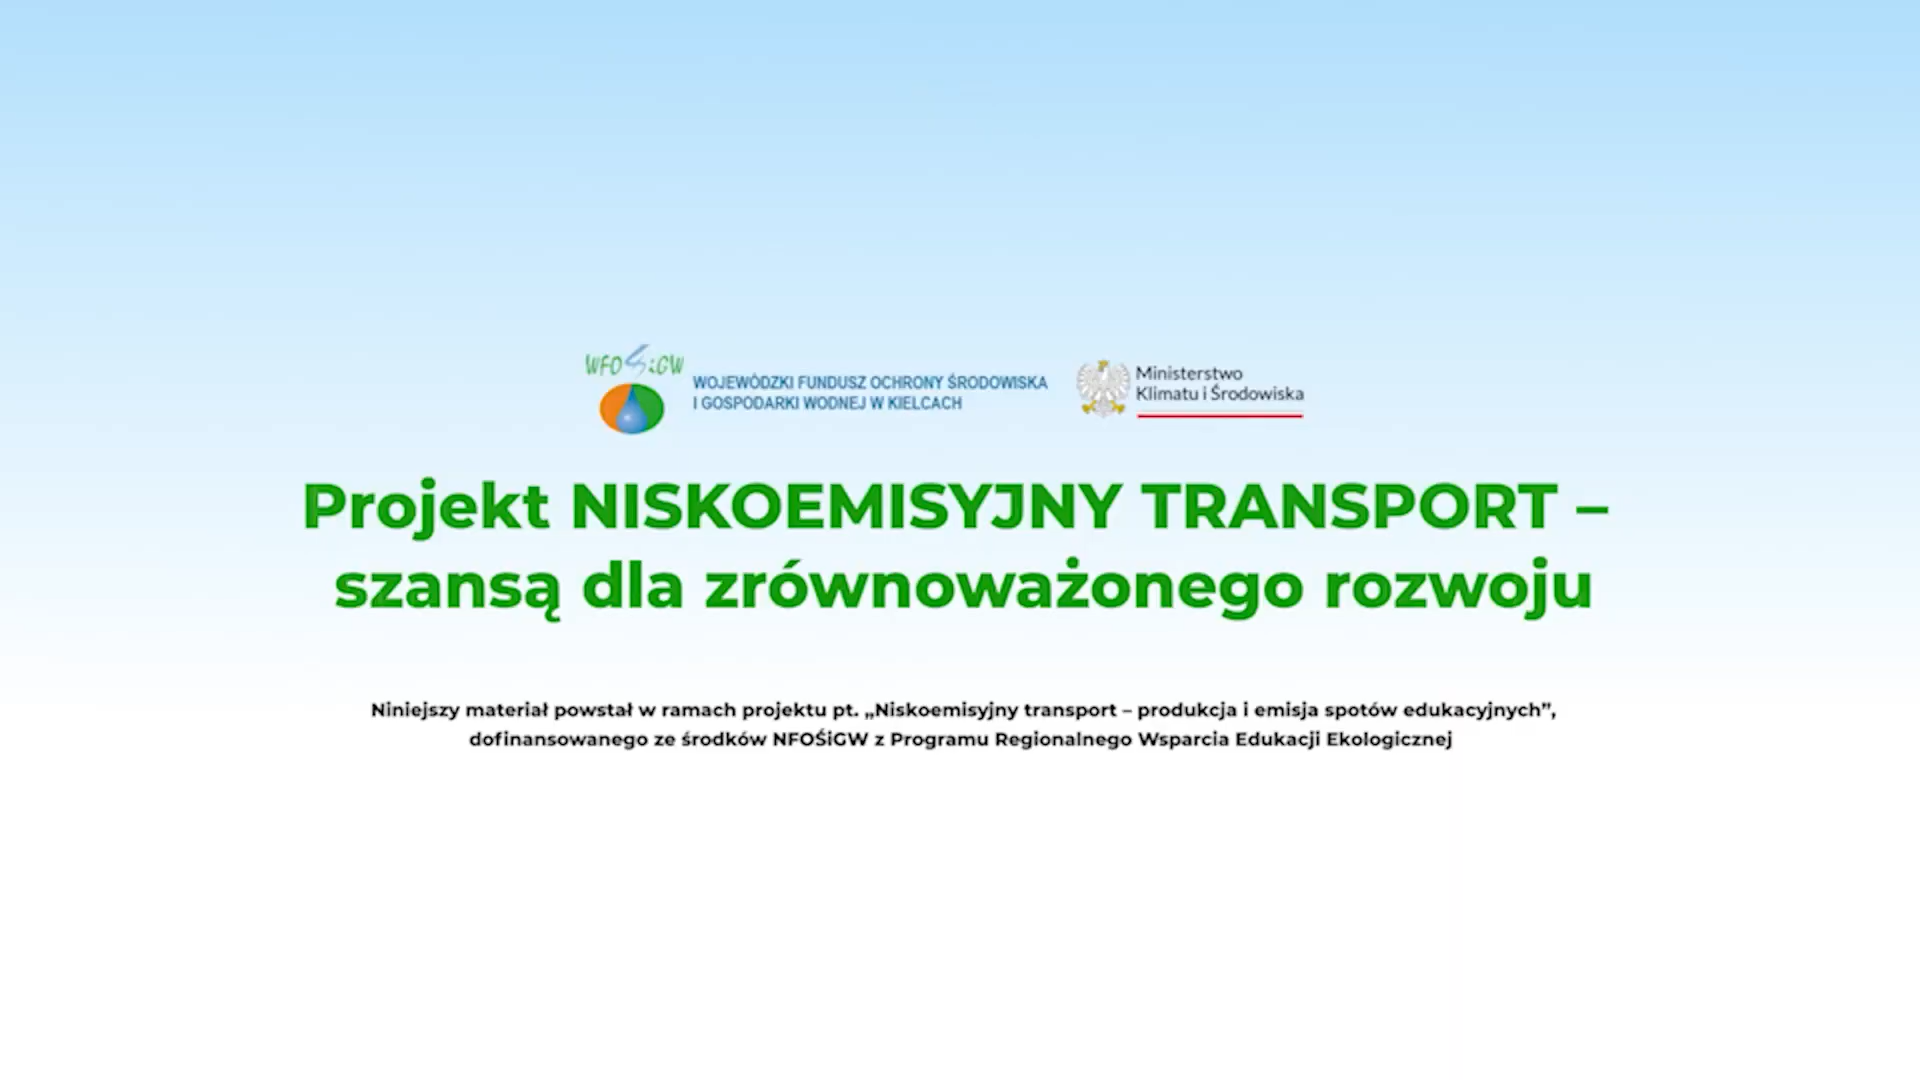 WFOŚiGW
WOJEWÓDZKI FUNDUSZ OCHRONY ŚRODOWISKA
I GOSPODARKI WODNEJ W KIELCACH
Ministerstwo
Klimatu i Środowiska
Projekt NISKOEMISYJNY TRANSPORT –
szansą dla zrównoważonego rozwoju
Niniejszy materiał powstał w ramach projektu pt. „Niskoemisyjny transport – produkcja i emisja spotów edukacyjnych”,
dofinansowanego ze środków NFOŚiGW z Programu Regionalnego Wsparcia Edukacji Ekologicznej